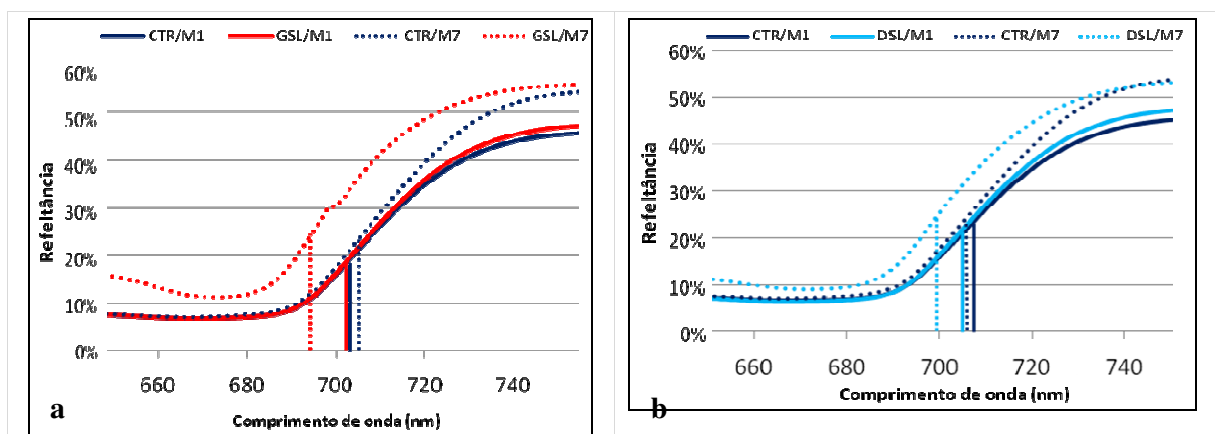 CTR/M1 GSL/M1 CTR/M7 GSL/M7
60%
50%
40%
30%
20%
10%
0%
Refeltância
660 680 700 720 740
Comprimento de onda (nm)
a
CTR/M1 DSL/M1 CTR/M7 DSL/M7
60%
50%
40%
30%
20%
10%
0%
Refeltância
660 680 700 720 740
Comprimento de onda (nm)
b